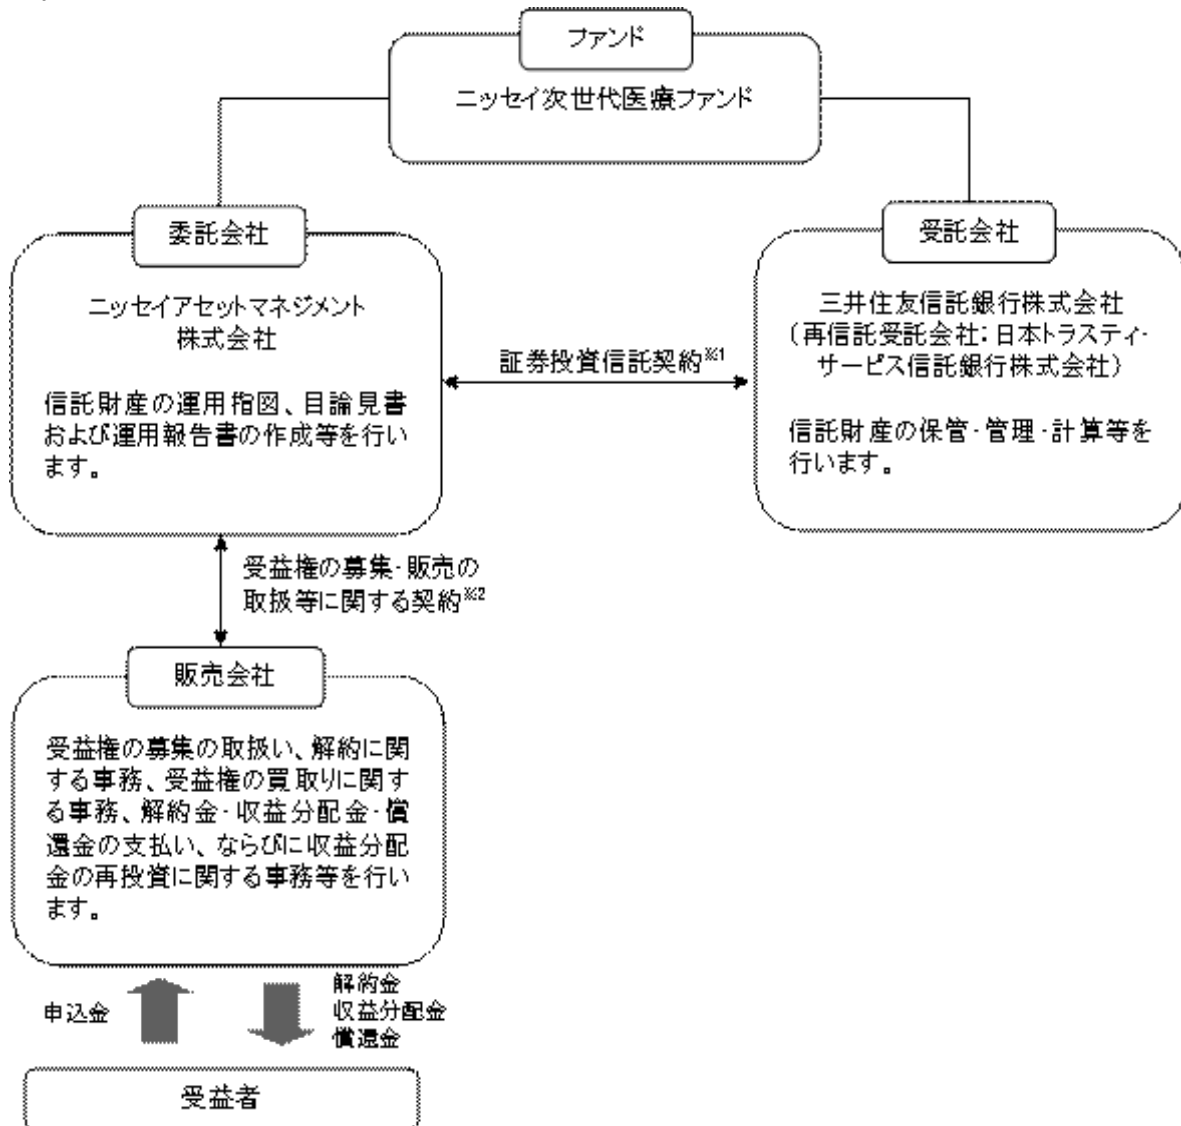 ファンド
ニッセイ次世代医療ファンド
委託会社
ニッセイアセットマネジメント
株式会社
信託財産の運用指図、目論見書
および運用報告書の作成等を行い
ます。
証券投資信託契約※1
受託会社
三井住友信託銀行株式会社
(再信託受託会社:日本トラスティ・
サービス信託銀行株式会社)
信託財産の保管・管理・計算等を
行います。
受益権の募集・販売の
取扱等に関する契約※2
販売会社
受益権の募集の取扱い、解約に関
する事務、受益権の買取りに関す
る事務、解約金・収益分配金・償
還金の支払い、ならびに収益分配
金の再投資に関する事務等を行い
ます。
申込金
解約金
収益分配金
償還金
受益者